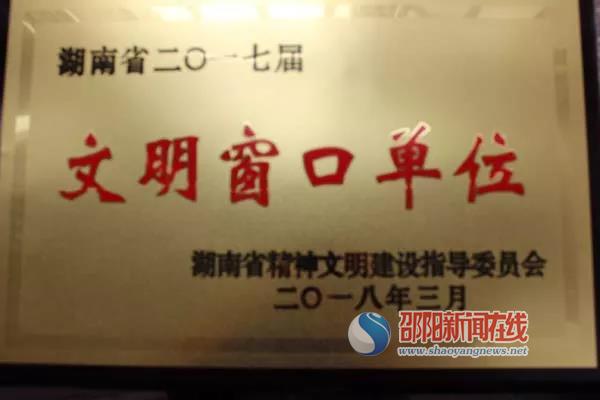 湖南省二〇一七届
文明窗口单位
湖南省精神文明建设指导委员会
二〇一八年三月
邵阳新闻在线
www.shaoyangnews.net